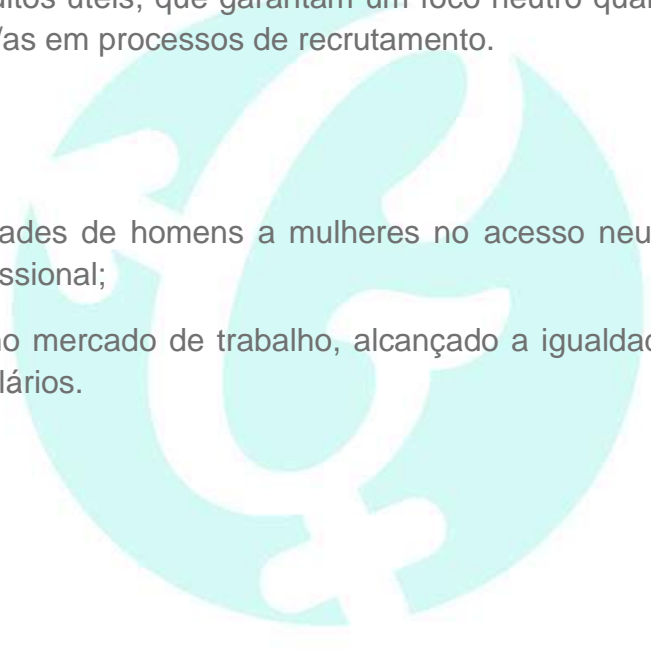 itos úteis, que garantam um foco neutro qua
/as em processos de recrutamento.
ades de homens a mulheres no acesso neu
ssional;
no mercado de trabalho, alcançado a igualdad
lários.